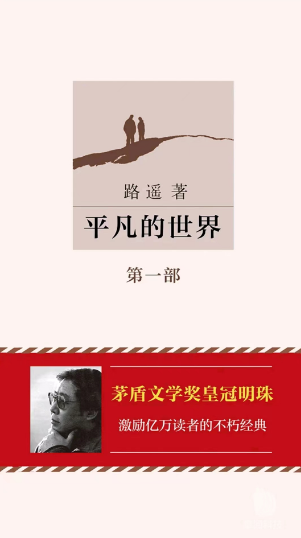 路遥 著
平凡的世界
第一部
茅盾文学奖皇冠明珠
激励亿万读者的不朽经典